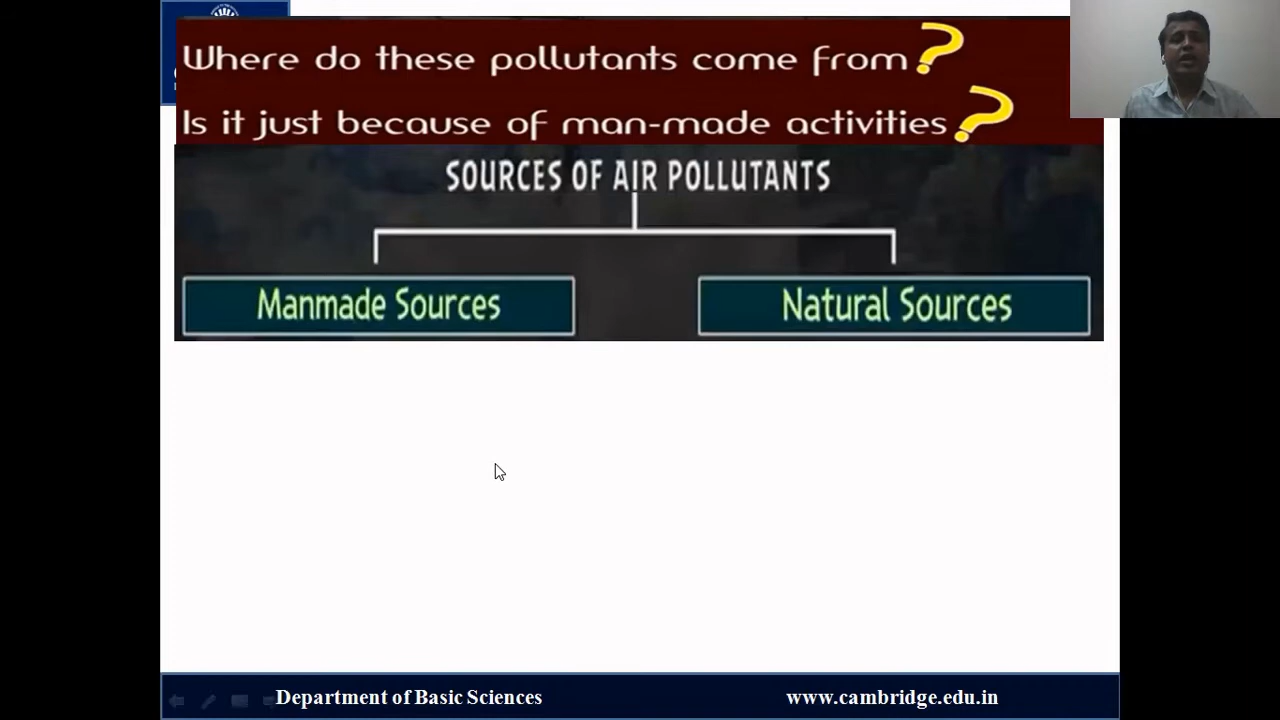 Where do these pollutants come from?
Is it just because of man-made activities?
SOURCES OF AIR POLLUTANTS
Manmade Sources
Natural Sources
Department of Basic Sciences
www.cambridge.edu.in